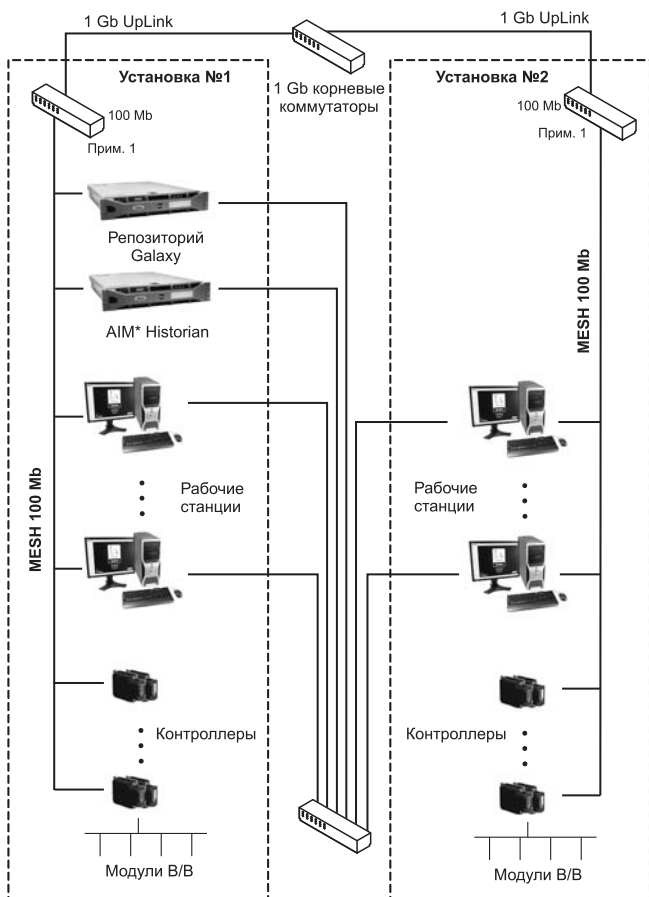 1 Gb UpLink
1 Gb UpLink
Установка №1
1 Gb корневые
коммутаторы
Установка №2
100 Mb
Прим. 1
100 Mb
Прим. 1
Репозиторий
Galaxy
AIM* Historian
MESH 100 Mb
MESH 100 Mb
Рабочие
станции
Рабочие
станции
Контроллеры
Контроллеры
Модули В/В
Модули В/В